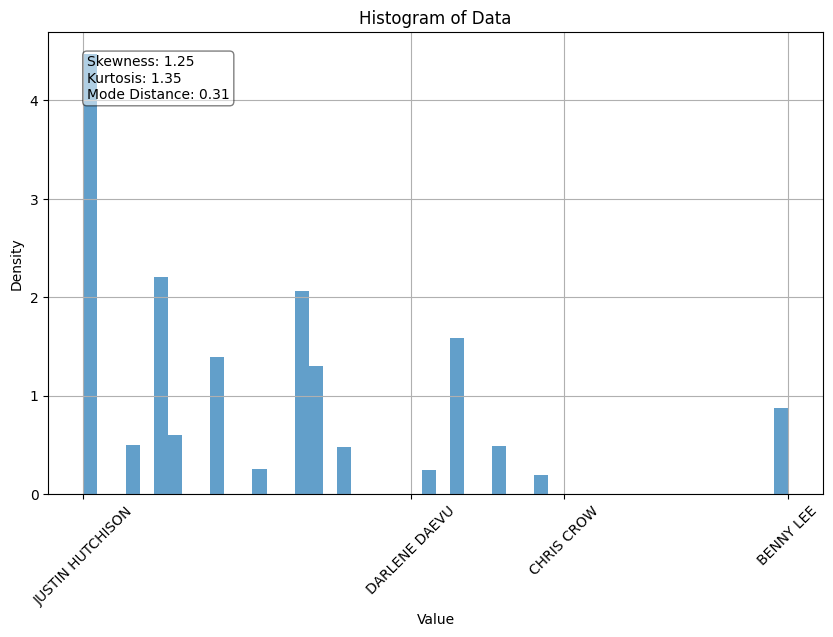 Histogram of Data
Skewness: 1.25
Kurtosis: 1.35
Mode Distance: 0.31
Density
4
3
2
1
0
JUSTIN HUTCHISON
DARLENE DAEVU
CHRIS CROW
BENNY LEE
Value